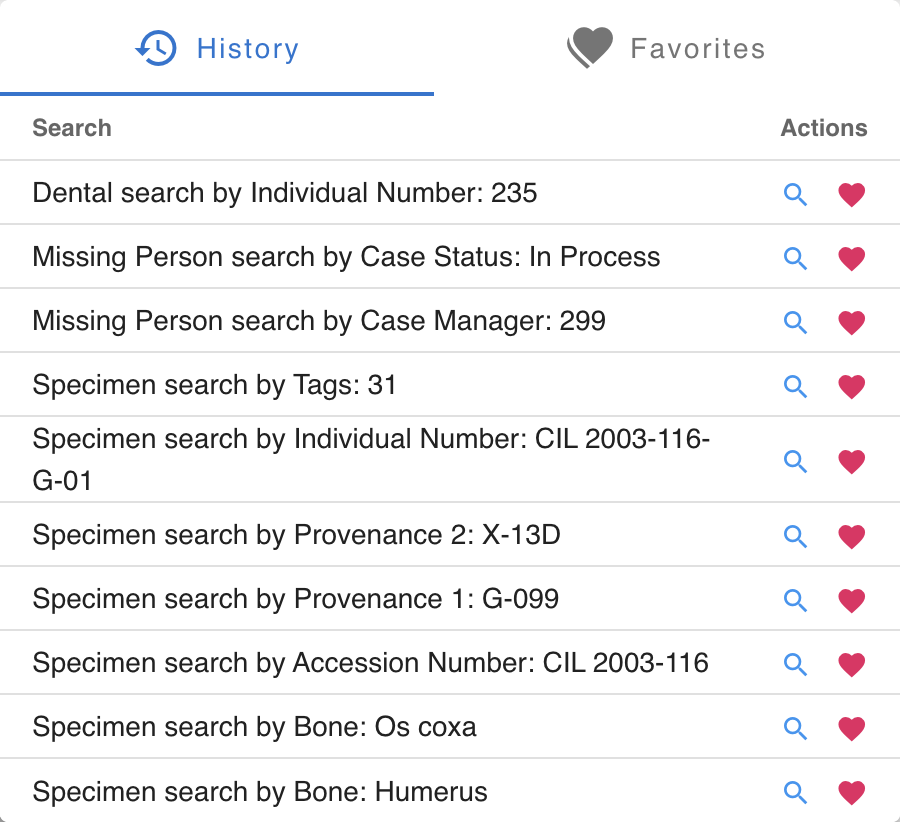 History
Favorites
Search
Actions
Dental search by Individual Number: 235
Missing Person search by Case Status: In Process
Missing Person search by Case Manager: 299
Specimen search by Tags: 31
Specimen search by Individual Number: CIL 2003-116-
G-01
Specimen search by Provenance 2: X-13D
Specimen search by Provenance 1: G-099
Specimen search by Accession Number: CIL 2003-116
Specimen search by Bone: Os coxa
Specimen search by Bone: Humerus